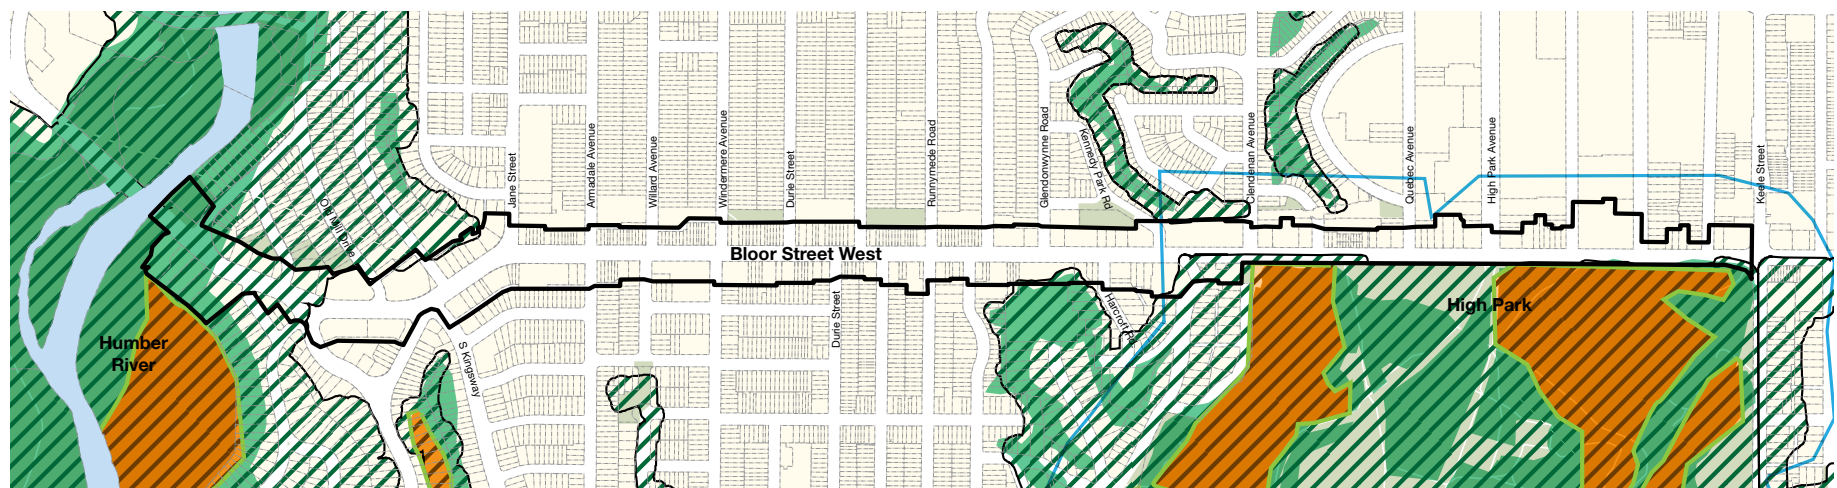 Jane Street
Armadale Avenue
Willard Avenue
Windermere Avenue
Durie Street
Runnymede Road
Glendonwynne Road
Kennedy Park Rd
Clendenan Avenue
Quebec Avenue
High Park Avenue
Keele Street
Old Mill Drive
Bloor Street West
High Park
Humber
River
S Kingsway
Durie Street
Harcroft Rd